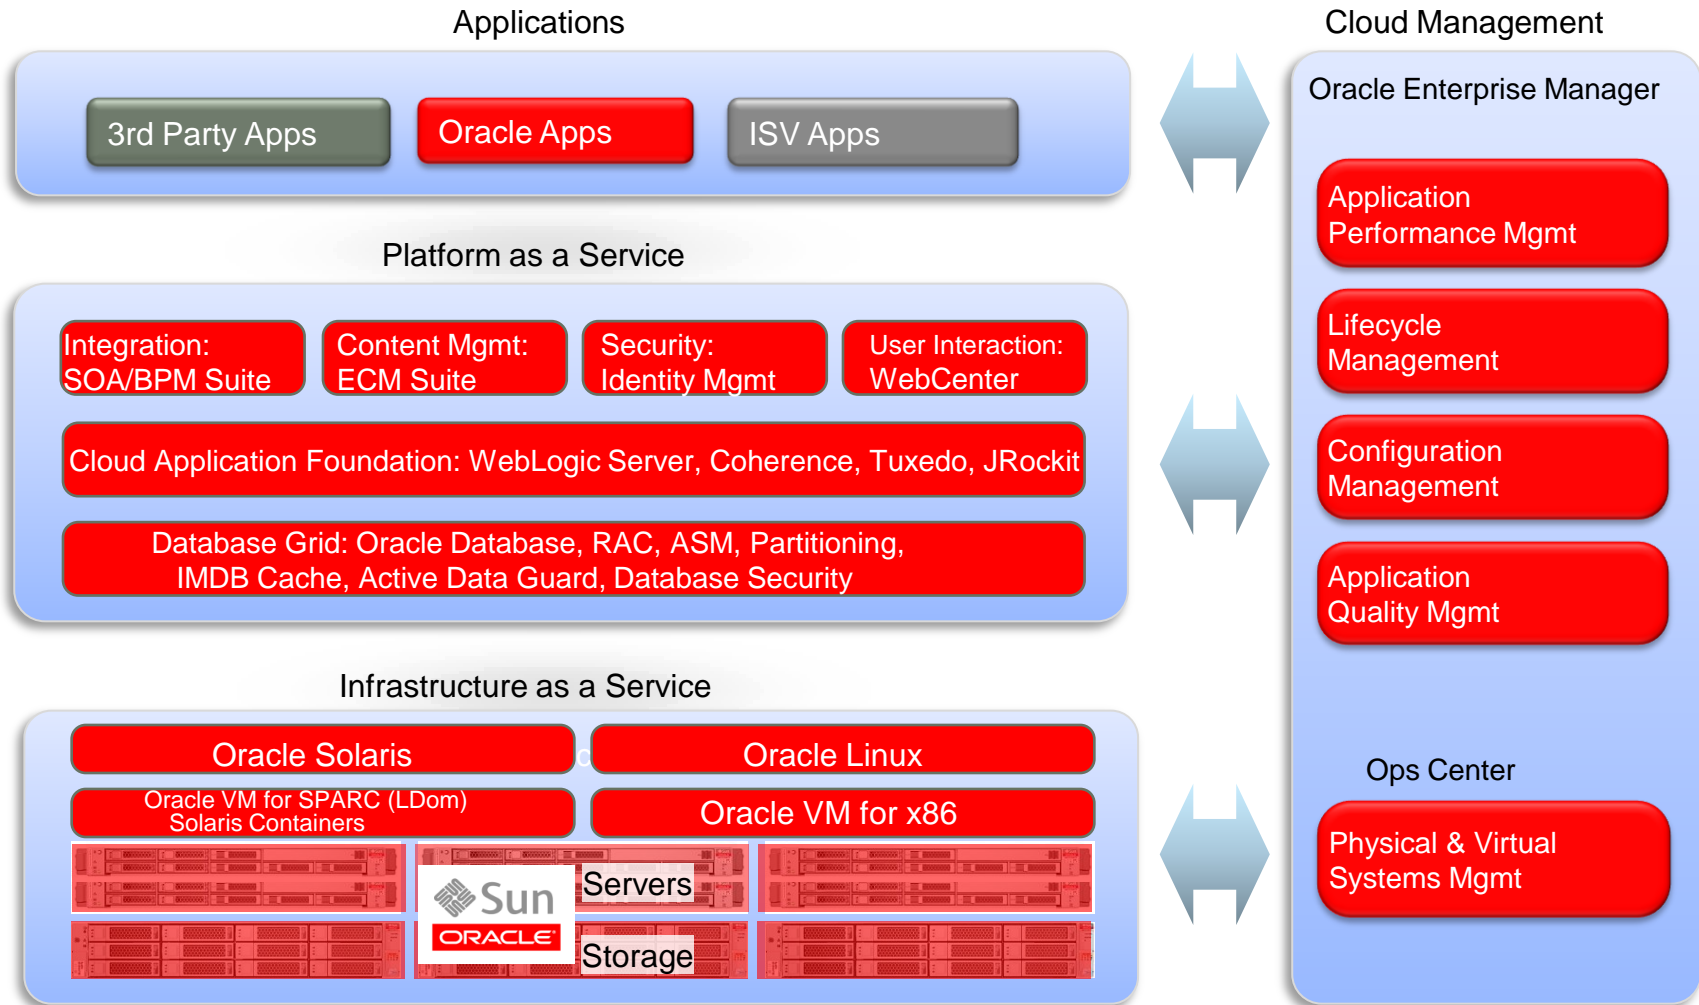 Applications
3rd Party Apps
Oracle Apps
ISV Apps
Platform as a Service
Integration:
SOA/BPM Suite
Content Mgmt:
ECM Suite
Security:
Identity Mgmt
User Interaction:
WebCenter
Cloud Application Foundation: WebLogic Server, Coherence, Tuxedo, JRockit
Database Grid: Oracle Database, RAC, ASM, Partitioning,
IMDB Cache, Active Data Guard, Database Security
Infrastructure as a Service
Oracle Solaris
Oracle Linux
Oracle VM for SPARC (LDom)
Solaris Containers
Oracle VM for x86
Servers
Sun
ORACLE
Storage
Cloud Management
Oracle Enterprise Manager
Application
Performance Mgmt
Lifecycle
Management
Configuration
Management
Application
Quality Mgmt
Ops Center
Physical & Virtual
Systems Mgmt